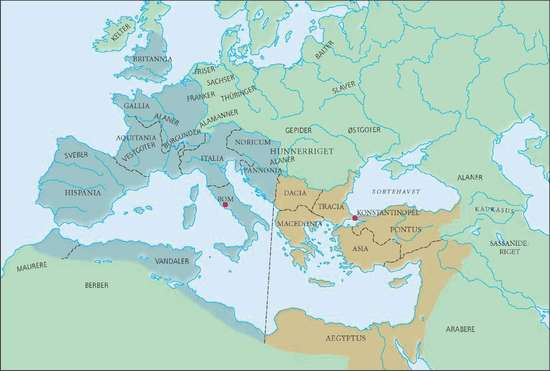 KELTER
BALTER
BRITANNIA
FRISER
SACHSER
SLAVER
THÜRINGER
FRANKER
GALLIA
ALANER
ALAMANNER
AQUITANIA
VESTGOTER
BURGUNDER
GEPIDER
ØSTGOTER
NORICUM
HUNNERRIGET
SVEBER
ITALIA
ALANER
PANNONIA
ALANER
HISPANIA
DACIA
SORTEHAVET
KAUKASUS
ROM
TRACIA
KONSTANTINOPEL
MACEDONIA
PONTUS
ASIA
SASSANIDE-
RIGET
VANDALER
MAURERE
BERBER
ARABERE
AEGYPTUS